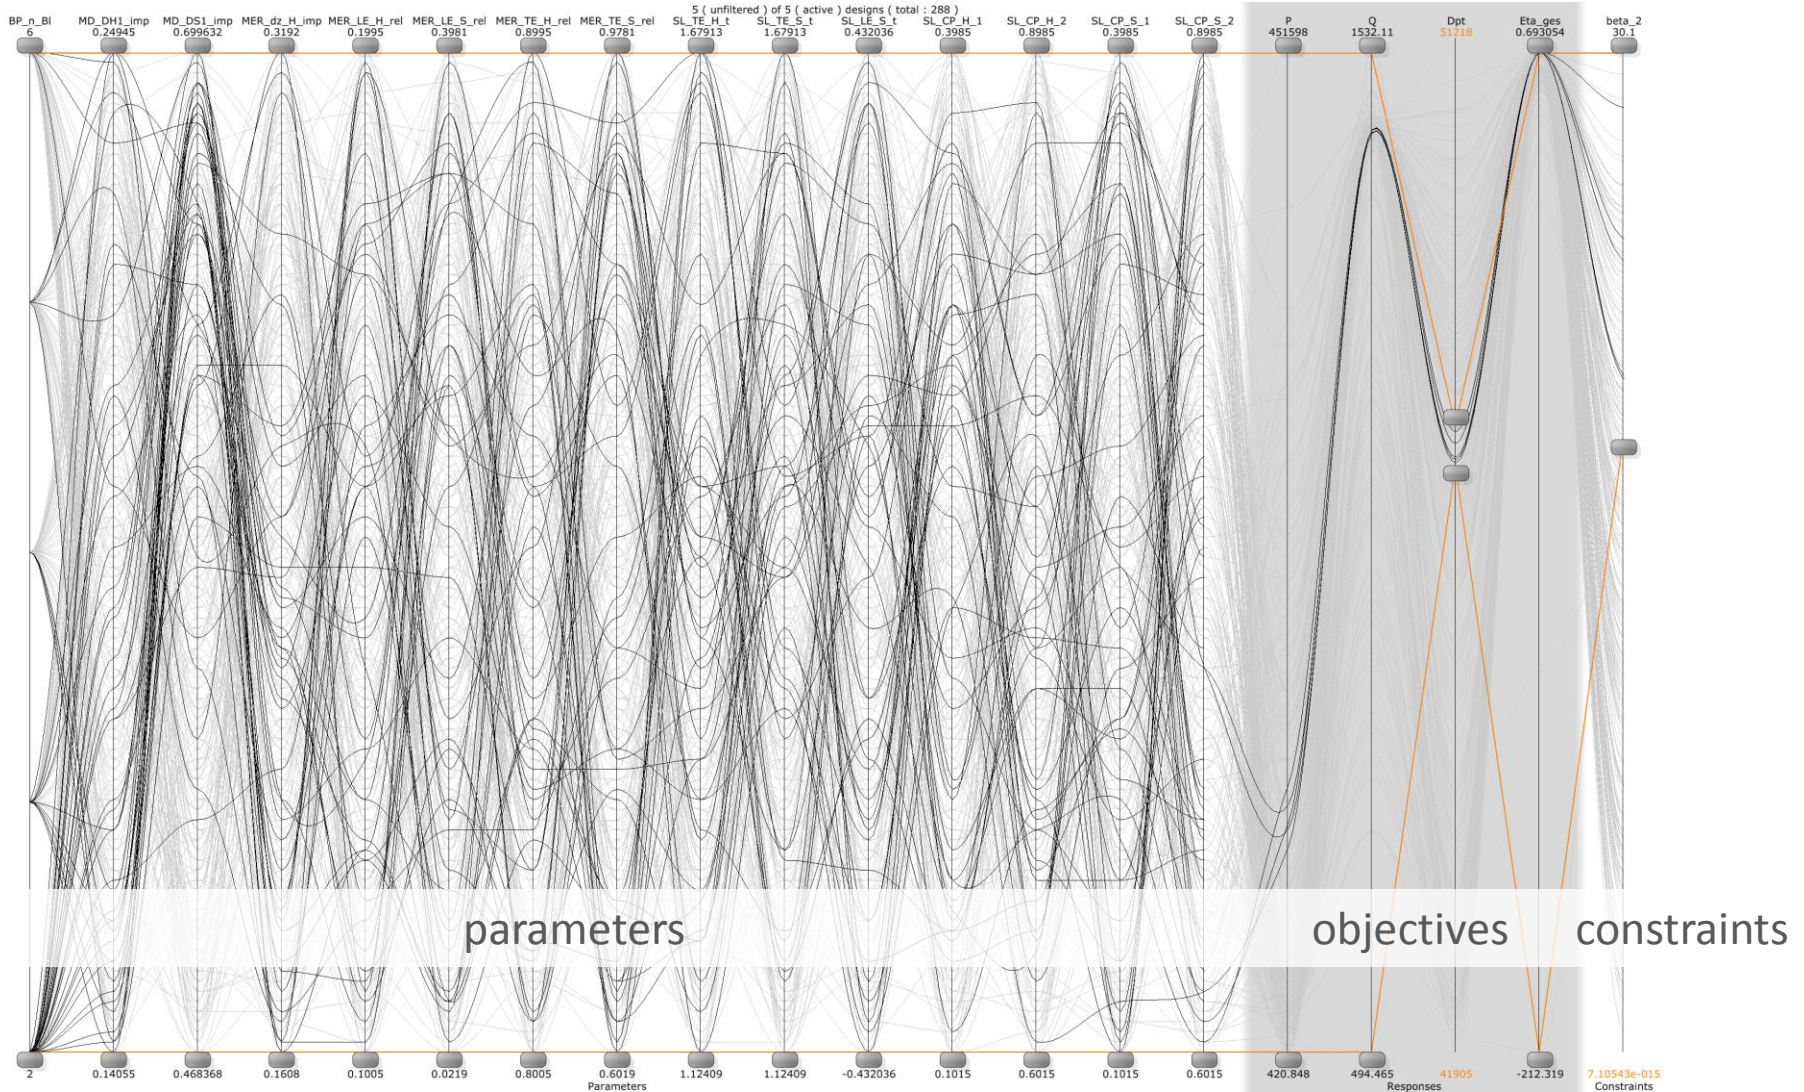 5 ( unfiltered ) of 5 ( active ) designs ( total : 288 )
BP_n_Bl MD_DH1_imp MD_DS1_imp MER_dz_H_imp MER_LE_H_rel MER_LE_S_rel MER_TE_H_rel MER_TE_S_rel SL_TE_H_t SL_TE_S_t SL_LE_S_t SL_CP_H_1 SL_CP_H_2 SL_CP_S_1 SL_CP_S_2 P Q Dpt Eta_ges beta_2
6 0.24945 0.699632 0.3192 0.1995 0.3981 0.8995 0.9781 1.67913 1.67913 0.432036 0.3985 0.8985 0.3985 0.8985 451598 1532.11 51218 0.693054 30.1
parameters objectives constraints
2 0.14055 0.468368 0.1608 0.1005 0.0219 0.8005 0.6019 1.12409 1.12409 -0.432036 0.1015 0.6015 0.1015 0.6015 420.848 494.465 41905 -212.319 7.10543e-015
Parameters Responses Constraints